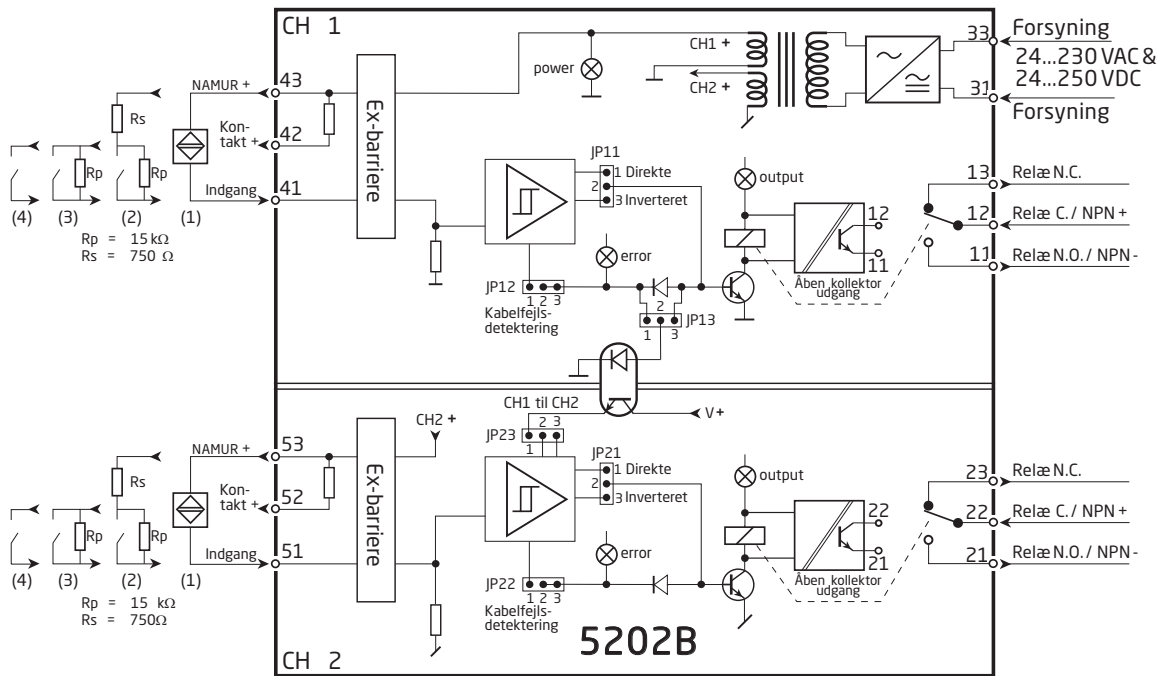 CH 1
33
Forsyning
24...230 VAC &
24...250 VDC
31
Forsyning
CH1 +
CH2 +
power
NAMUR +
43
Rs
Kon-
takt +
42
Ex-barriere
Rp
Rp
Indgang
41
(4)
(3)
(2)
(1)
Rp = 15 kΩ
Rs = 750 Ω
JP11
1 Direkte
2
3 Inverteret
output
12
11
Åben kollektor
udgang
13
Relæ N.C.
12
Relæ C. / NPN +
11
Relæ N.O. / NPN -
error
JP12
1 2 3
Kabelfejls-
detektering
2
1
3
JP13
CH1 til CH2
V+
CH2 +
JP23
2 3
1
NAMUR +
53
Rs
Kon-
takt +
52
Ex-barriere
Rp
Rp
Indgang
51
(4)
(3)
(2)
(1)
Rp = 15 kΩ
Rs = 750Ω
JP21
1 Direkte
2
3 Inverteret
output
22
21
Åben kollektor
udgang
23
Relæ N.C.
22
Relæ C. / NPN +
21
Relæ N.O. / NPN -
error
JP22
1 2 3
Kabelfejls-
detektering
5202B
CH 2